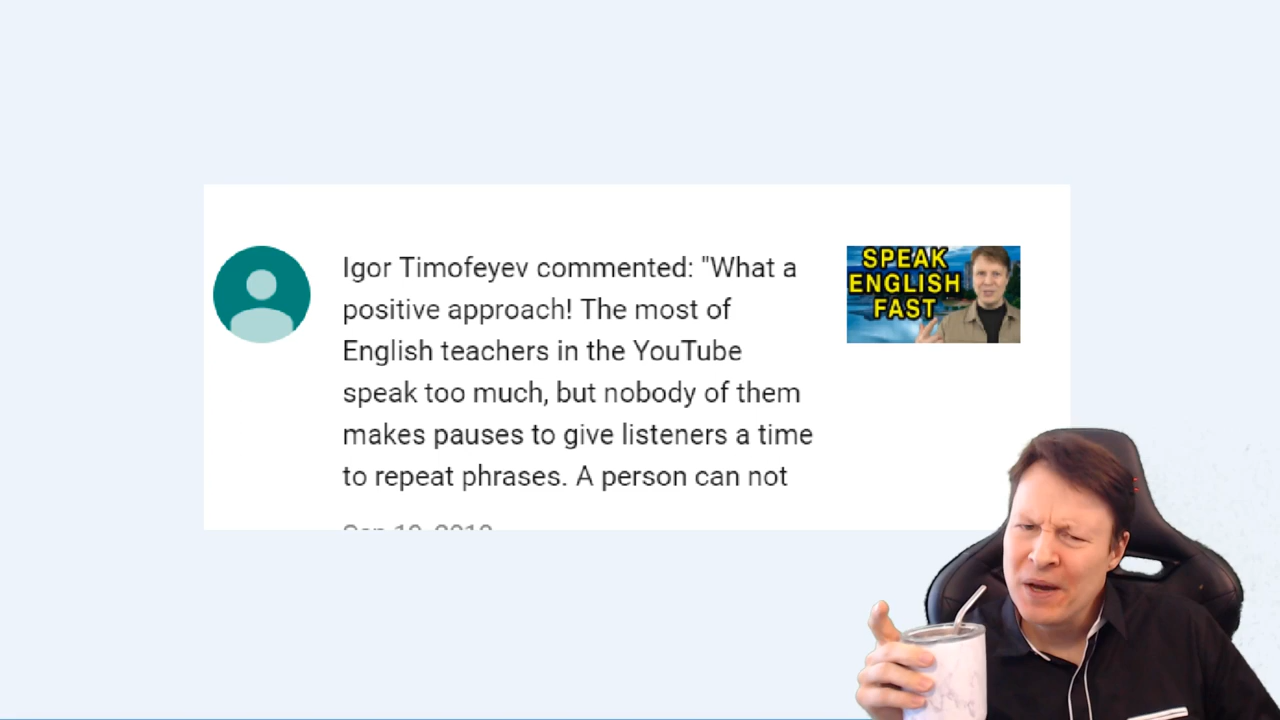 Igor Timofeyev commented: "What a
positive approach! The most of
English teachers in the YouTube
speak too much, but nobody of them
makes pauses to give listeners a time
to repeat phrases. A person can not
SPEAK
ENGLISH
FAST